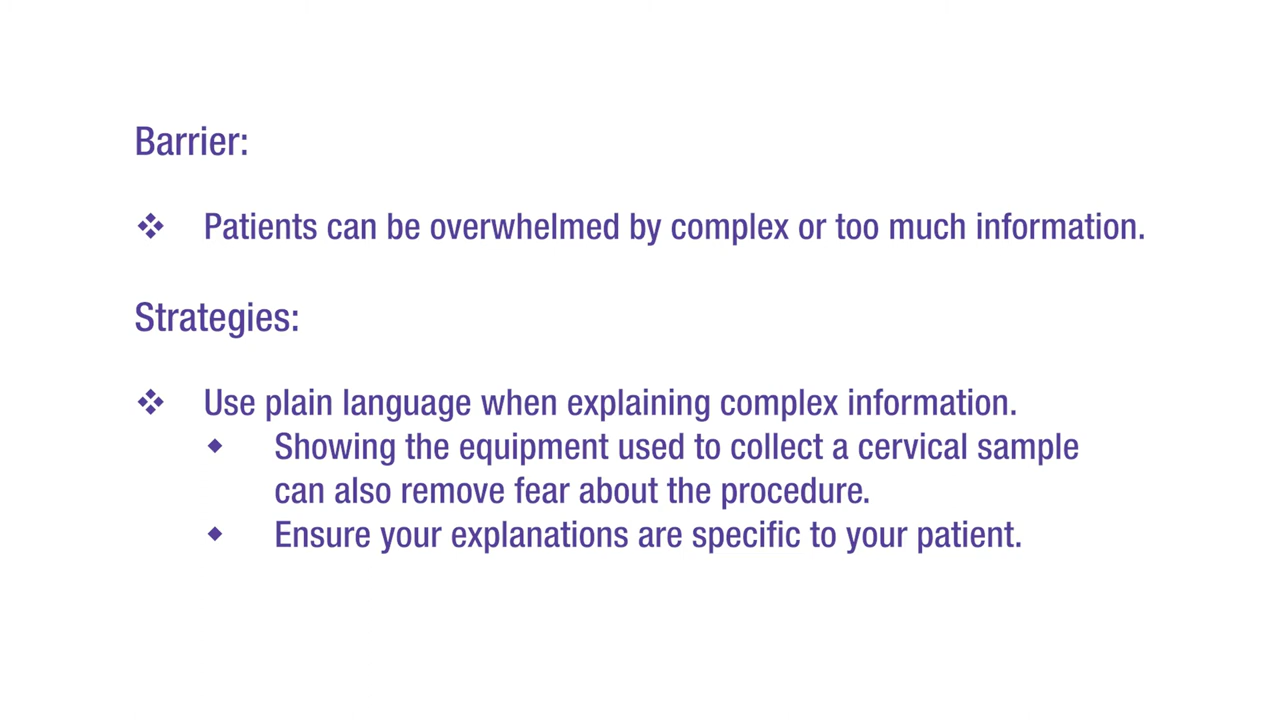 Barrier:
❖ Patients can be overwhelmed by complex or too much information.
Strategies:
❖ Use plain language when explaining complex information.
◆ Showing the equipment used to collect a cervical sample
can also remove fear about the procedure.
◆ Ensure your explanations are specific to your patient.